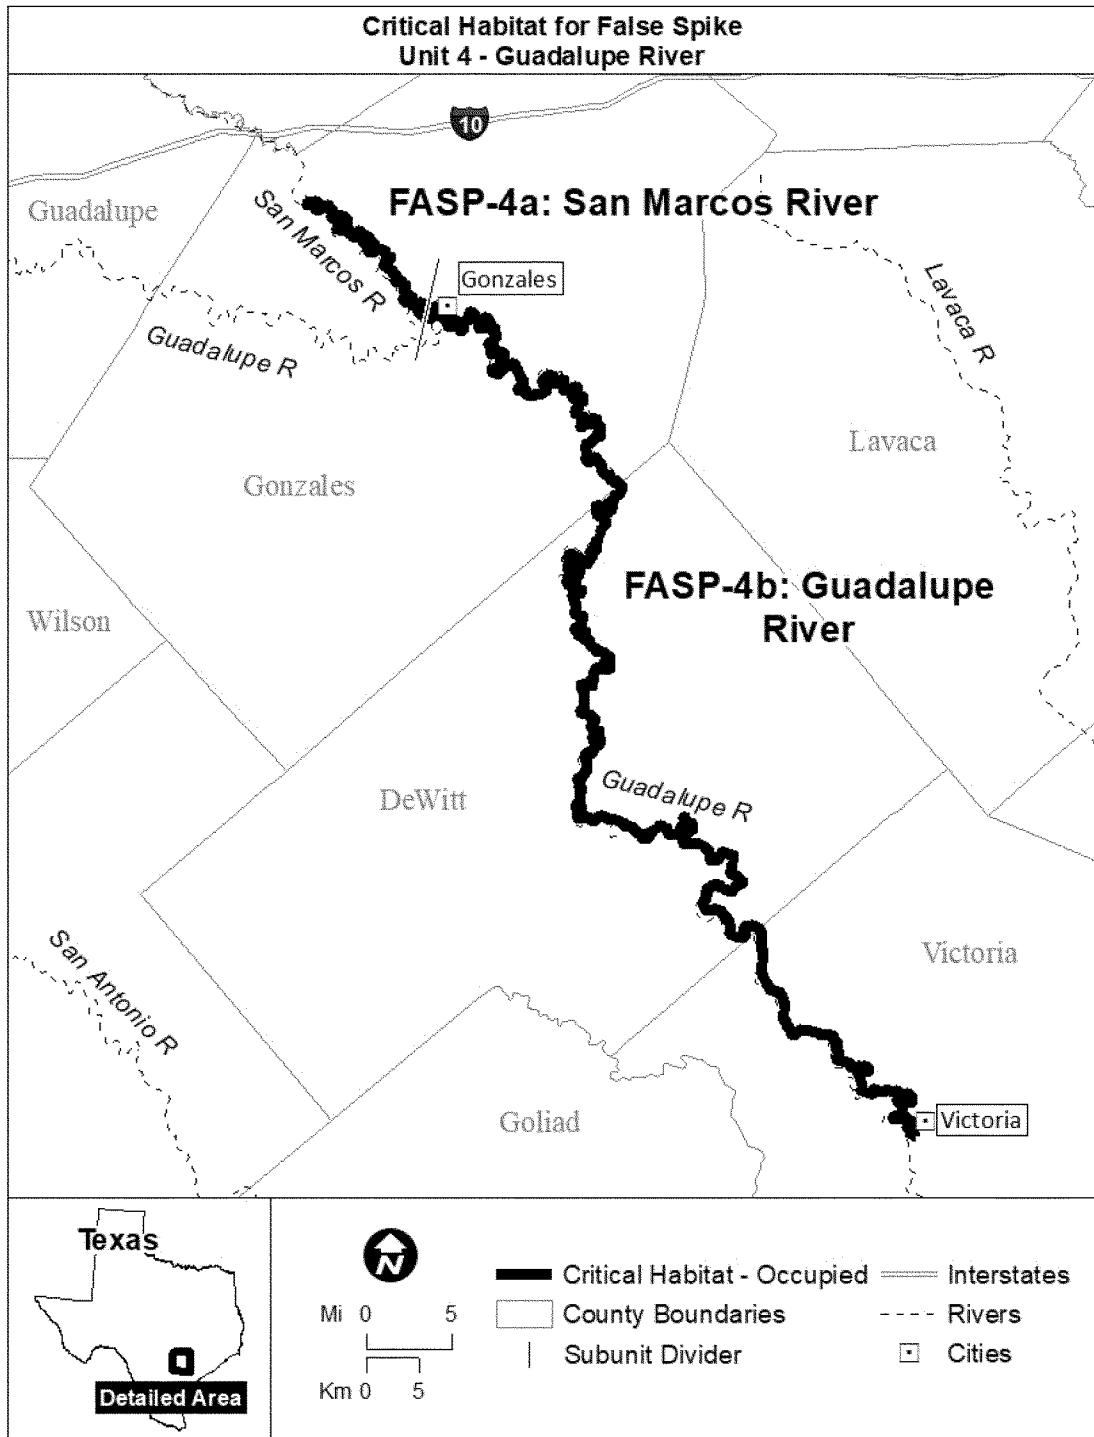 Critical Habitat for False Spike
Unit 4 - Guadalupe River
10
FASP-4a: San Marcos River
Guadalupe
San Marcos R
Gonzales
Lavaca R
Guadalupe R
Lavaca
Gonzales
FASP-4b: Guadalupe
River
Wilson
Guadalupe R
DeWitt
San Antonio R
Victoria
Goliad
Victoria
Texas
Detailed Area
N
Mi 0 5
Km 0 5
Critical Habitat - Occupied
County Boundaries
Subunit Divider
Interstates
Rivers
Cities